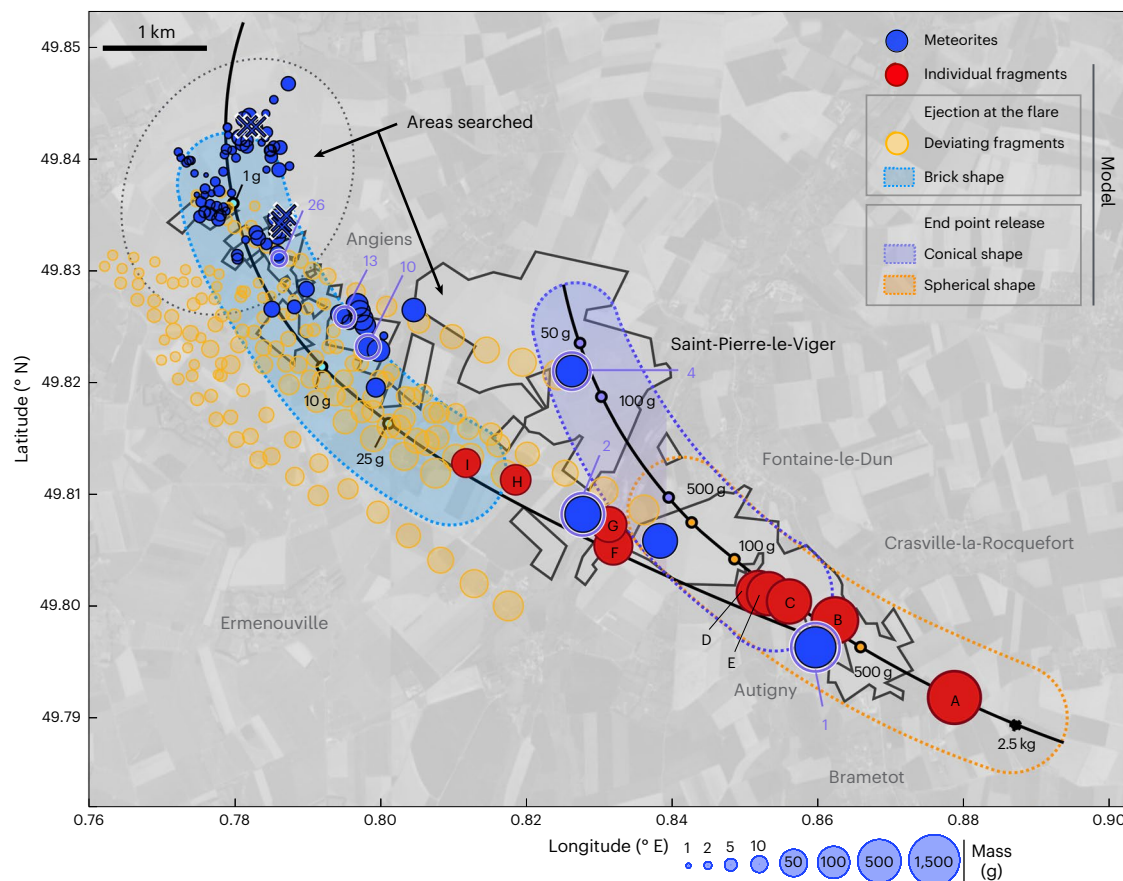 1 km
49.85
49.84
49.83
49.82
49.81
49.80
49.79
Latitude (° N)
0.76
0.78
0.80
0.82
0.84
0.86
0.88
0.90
Longitude (° E)
Meteorites
Individual fragments
Ejection at the flare
Deviating fragments
Brick shape
End point release
Conical shape
Spherical shape
Model
Areas searched
1 g
26
Angiens
13
10
50 g
Saint-Pierre-le-Viger
4
100 g
10 g
25 g
2
Fontaine-le-Dun
I
H
500 g
G
F
100 g
Crasville-la-Rocquefort
Ermenouville
D
E
C
B
500 g
Autigny
A
1
2.5 kg
Brametot
1
2
5
10
50
100
500
1,500
Mass
(g)